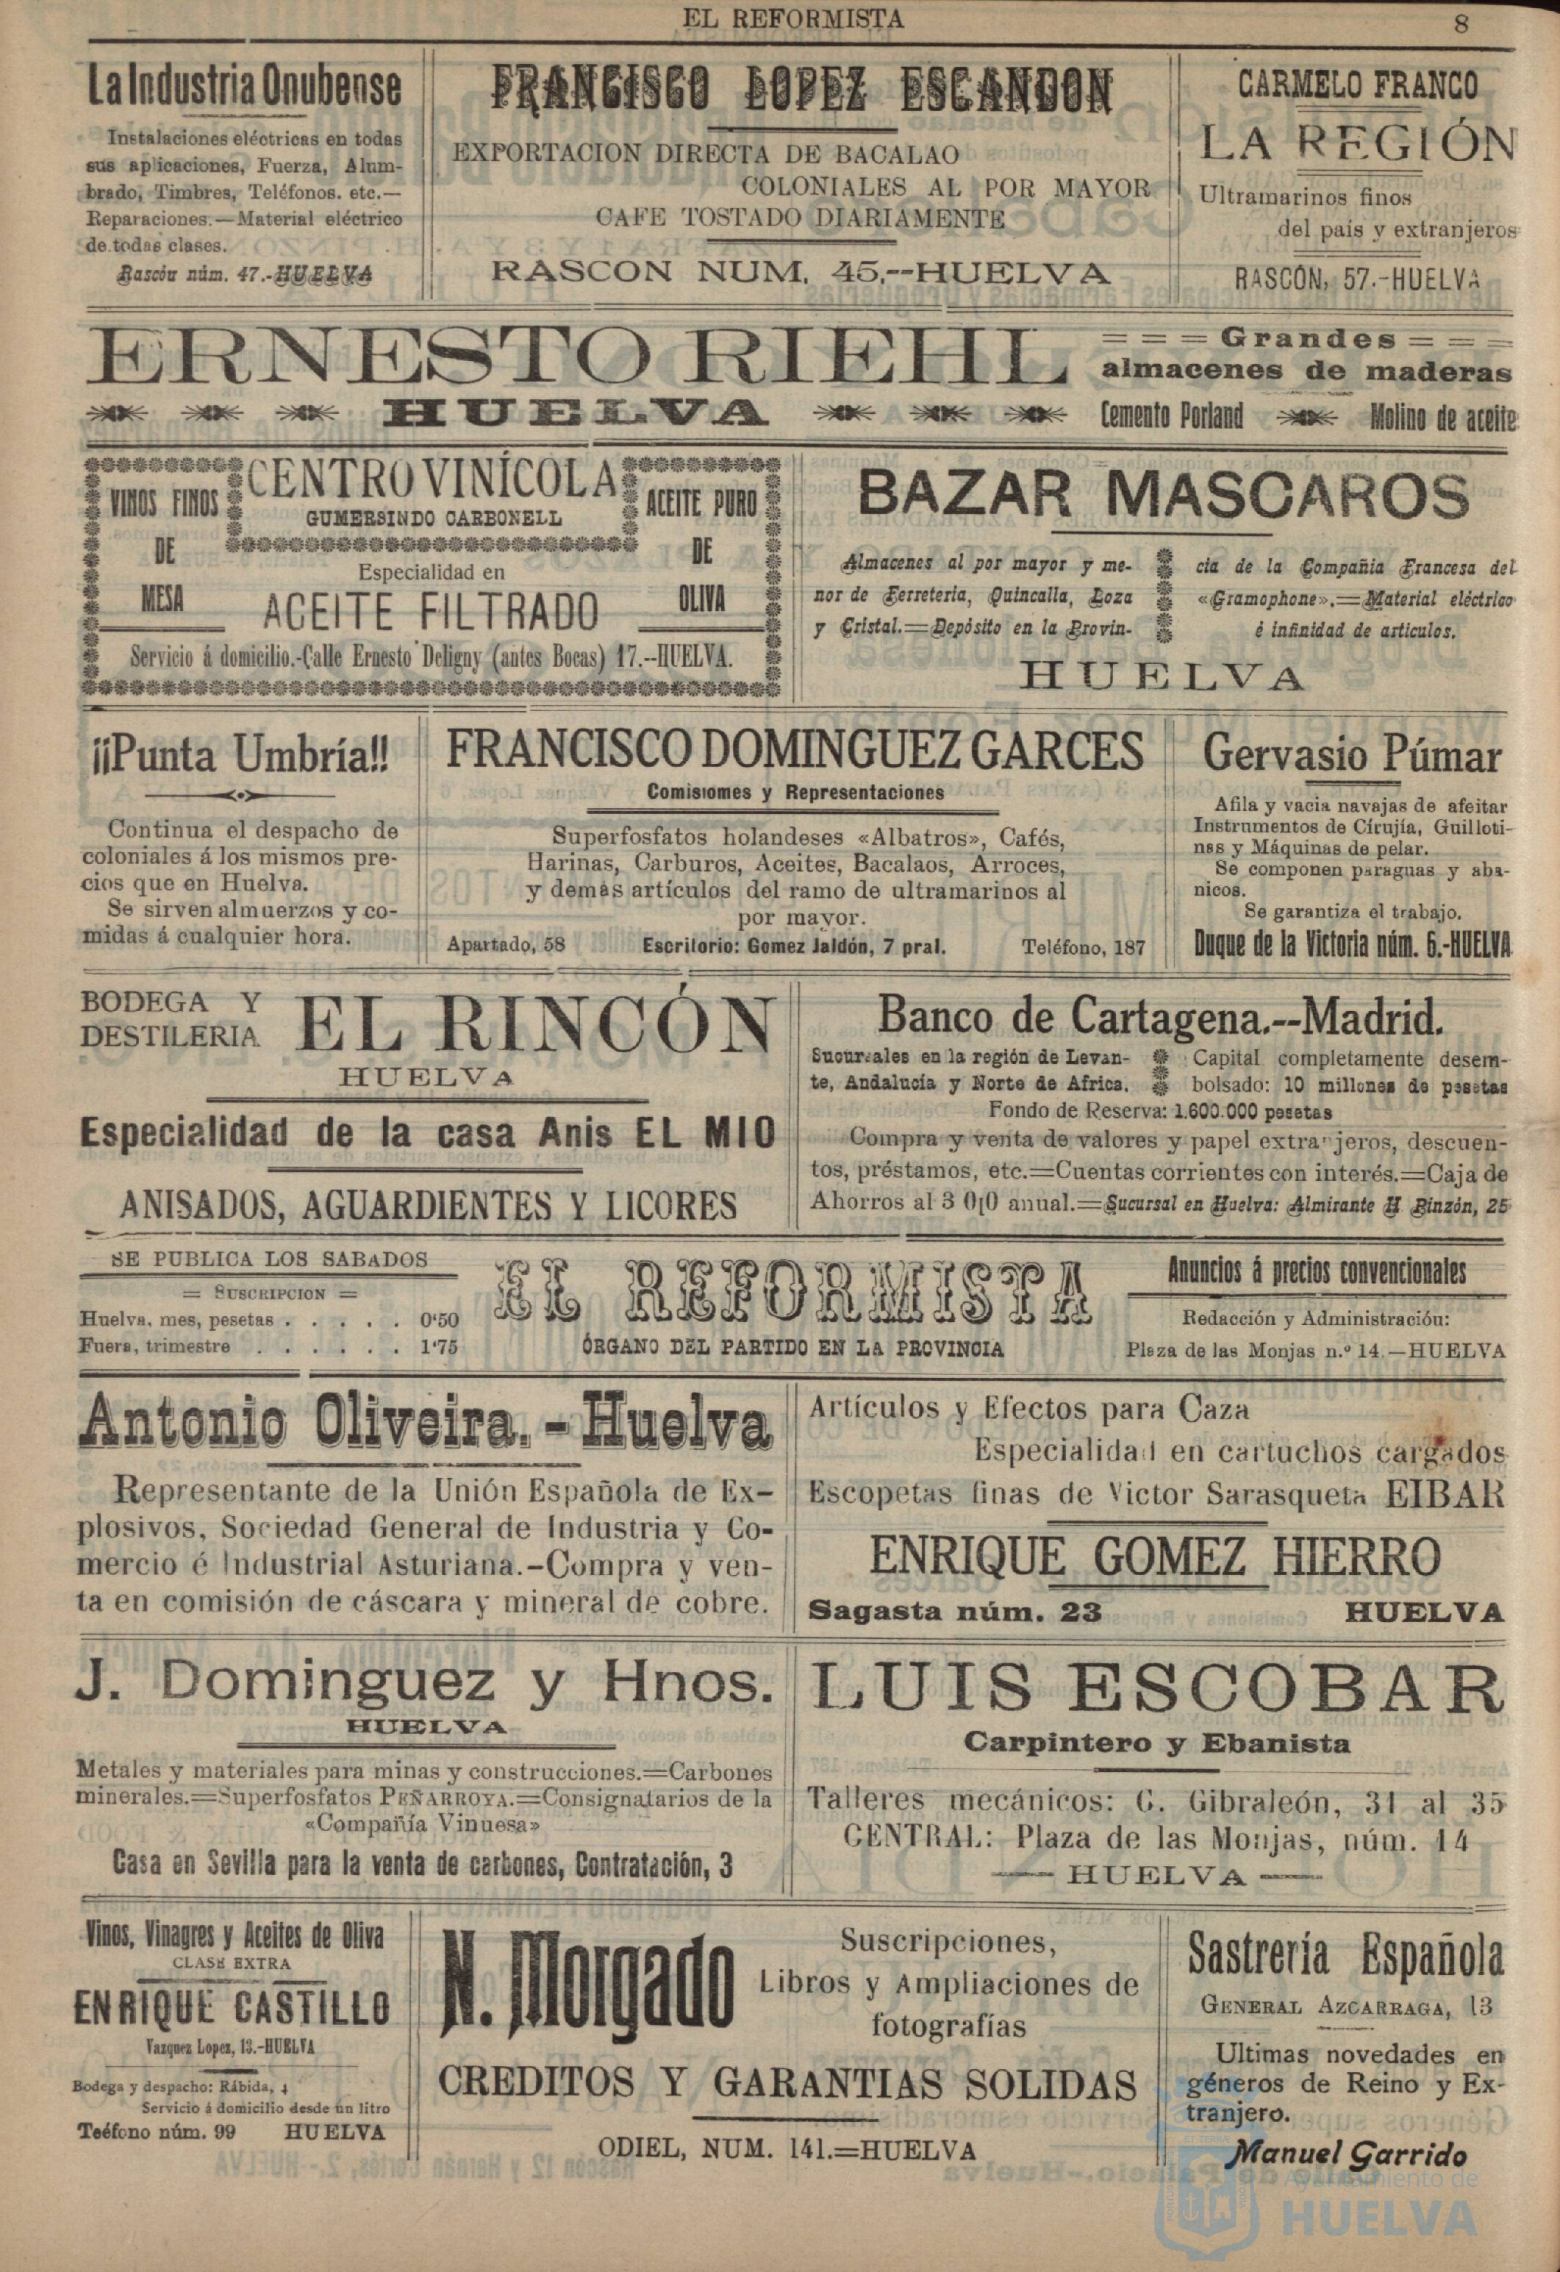 EL REFORMISTA
8
La Industria Onubense
Instalaciones eléctricas en todas
sus aplicaciones, Fuerza, Alum-
brado, Timbres, Teléfonos. etc.—
Reparaciones.—Material eléctrico
de todas clases.
Rascón núm. 47.-HUELVA
FRANCISCO LOPEZ ESCANDON
EXPORTACION DIRECTA DE BACALAO
COLONIALES AL POR MAYOR
CAFE TOSTADO DIARIAMENTE
RASCON NUM. 45,--HUELVA
CARMELO FRANCO
LA REGIÓN
Ultramarinos finos
del país y extranjeros
RASCÓN, 57.-HUELVA
ERNESTO RIEHL
HUELVA
= = = Grandes = = =
almacenes de maderas
Cemento Porland Molino de aceite
VINOS FINOS
DE
MESA
CENTRO VINÍCOLA
GUMERSINDO CARBONELL
Especialidad en
ACEITE FILTRADO
ACEITE PURO
DE
OLIVA
Servicio á domicilio.-Calle Ernesto Deligny (antes Bocas) 17.--HUELVA.
BAZAR MASCAROS
Almacenes al por mayor y me-
nor de Ferreteria, Quincalla, Loza
y Cristal.=Depósito en la Provin-
cia de la Compañia Francesa del
«Gramophone».=Material eléctrico
é infinidad de articulos.
HUELVA
¡¡Punta Umbría!!
Continua el despacho de
coloniales á los mismos pre-
cios que en Huelva.
Se sirven almuerzos y co-
midas á cualquier hora.
FRANCISCO DOMINGUEZ GARCES
Comisiomes y Representaciones
Superfosfatos holandeses «Albatros», Cafés,
Harinas, Carburos, Aceites, Bacalaos, Arroces,
y demás artículos del ramo de ultramarinos al
por mayor.
Apartado, 58 Escritorio: Gomez Jaldón, 7 pral. Teléfono, 187
Gervasio Púmar
Afila y vacia navajas de afeitar
Instrumentos de Círujía, Guilloti-
nas y Máquinas de pelar.
Se componen paraguas y aba-
nicos.
Se garantiza el trabajo.
Duque de la Victoria núm. 6.-HUELVA
BODEGA Y
DESTILERIA
EL RINCÓN
HUELVA
Especialidad de la casa Anis EL MIO
ANISADOS, AGUARDIENTES Y LICORES
Banco de Cartagena.--Madrid.
Sucursales en la región de Levan-
te, Andalucía y Norte de Africa.
Capital completamente desem-
bolsado: 10 millones de pesetas
Fondo de Reserva: 1.600.000 pesetas
Compra y venta de valores y papel extranjeros, descuen-
tos, préstamos, etc.=Cuentas corrientes con interés.=Caja de
Ahorros al 3 0[0 anual.=Sucursal en Huelva: Almirante H Pinzón, 25
SE PUBLICA LOS SABADOS
= SUSCRIPCION =
Huelva, mes, pesetas . . . . . 0'50
Fuera, trimestre . . . . . . 1'75
EL REFORMISTA
ÓRGANO DEL PARTIDO EN LA PROVINCIA
Anuncios á precios convencionales
Redacción y Administración:
Plaza de las Monjas n.º 14.—HUELVA
Antonio Oliveira.-Huelva
Representante de la Unión Española de Ex-
plosivos, Sociedad General de Industria y Co-
mercio é Industrial Asturiana.-Compra y ven-
ta en comisión de cáscara y mineral de cobre.
Artículos y Efectos para Caza
Especialidad en cartuchos cargados
Escopetas finas de Victor Sarasqueta EIBAR
ENRIQUE GOMEZ HIERRO
Sagasta núm. 23 HUELVA
J. Dominguez y Hnos.
HUELVA
Metales y materiales para minas y construcciones.=Carbones
minerales.=Superfosfatos PEÑARROYA.=Consignatarios de la
«Compañía Vinuesa»
Casa en Sevilla para la venta de carbones, Contratación, 3
LUIS ESCOBAR
Carpintero y Ebanista
Talleres mecánicos: C. Gibraleón, 31 al 35
CENTRAL: Plaza de las Monjas, núm. 14
HUELVA
Vinos, Vinagres y Aceites de Oliva
CLASE EXTRA
ENRIQUE CASTILLO
Vazquez Lopez, 13.-HUELVA
Bodega y despacho: Rábida, 4
Servicio á domicilio desde un litro
Teéfono núm. 99 HUELVA
N. Morgado
Suscripciones,
Libros y Ampliaciones de
fotografías
CREDITOS Y GARANTIAS SOLIDAS
ODIEL, NUM. 141.=HUELVA
Sastrería Española
GENERAL AZCARRAGA, 13
Ultimas novedades en
géneros de Reino y Ex-
tranjero.
Manuel Garrido
Ayuntamiento de
HUELVA